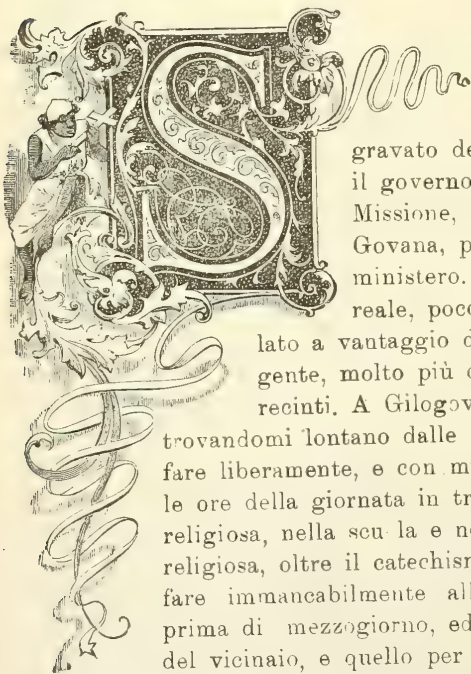 S
gravato de
il governo
Missione,
Govana, p
ministero.
reale, poco
lato a vantaggio
gente, molto più
recinti. A Gilogov
trovandomi lontano dalle
fare liberamente, e con m
le ore della giornata in tr
religiosa, nella scu la e n
religiosa, oltre il catechism
fare immancabilmente all
prima di mezzogiorno, ed
del vicinaio, e quello per